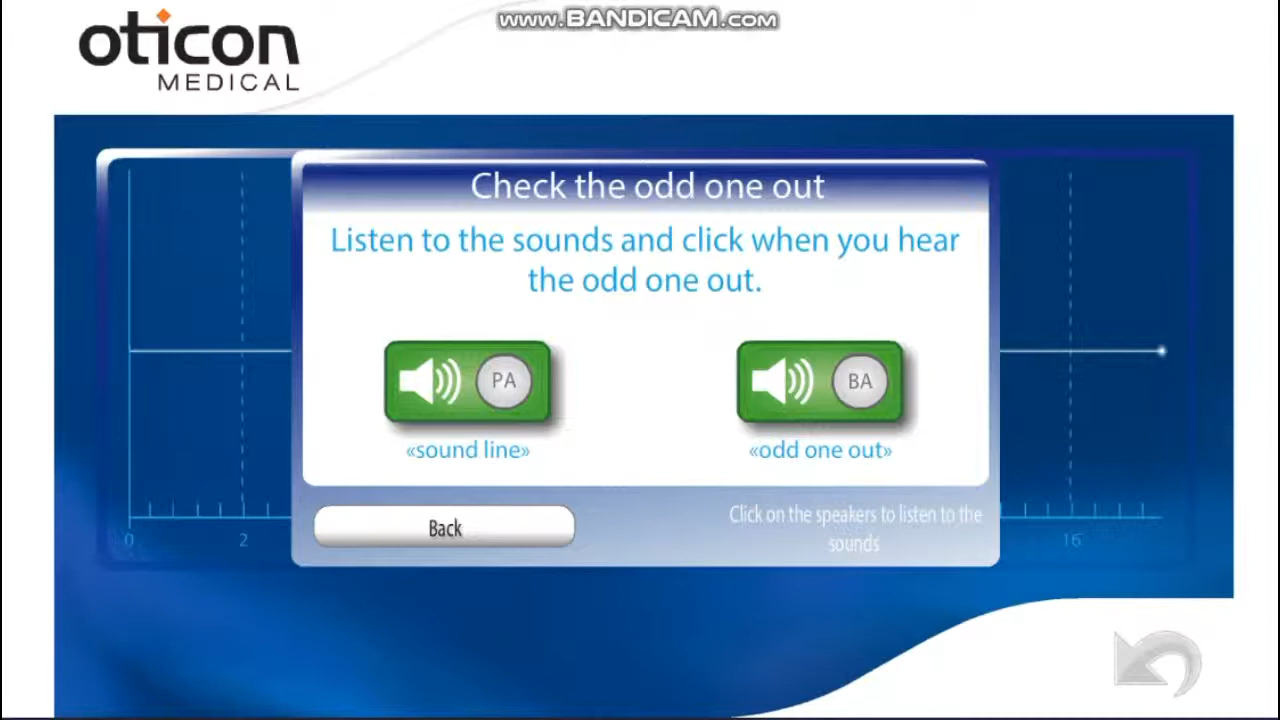 www.BANDICAM.com
oticon
MEDICAL
Check the odd one out
Listen to the sounds and click when you hear
the odd one out.
PA
BA
«sound line»
«odd one out»
Back
Click on the speakers to listen to the
sounds
0
2
16